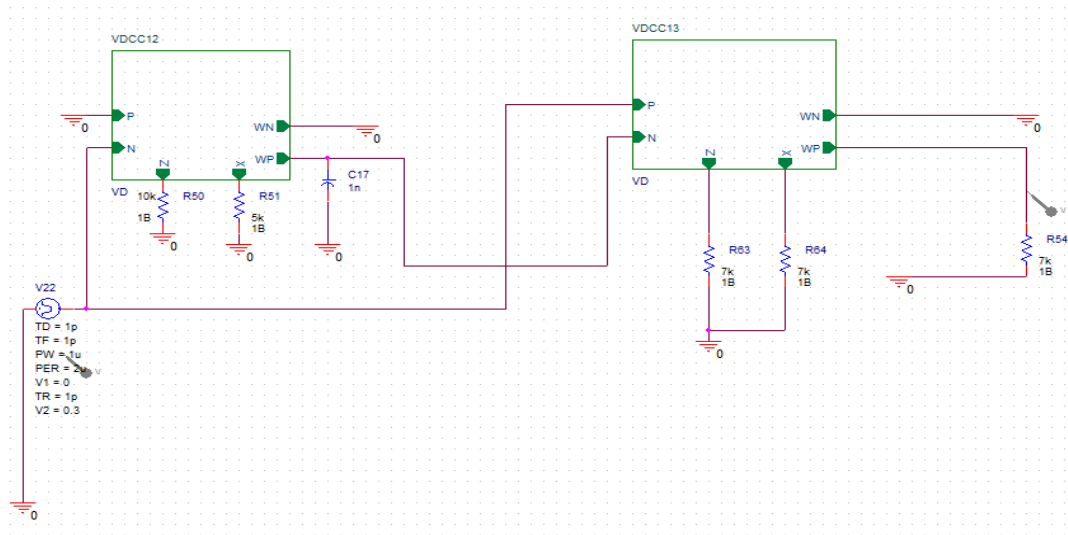 VDCC12
P
0
N
WN
0
WP
Z
X
VD
10k
R50
1B
0
R51
5k
1B
0
C17
1n
0
VDCC13
P
N
WN
0
WP
Z
X
VD
R63
7k
1B
R64
7k
1B
0
V
R54
7k
1B
0
V22
TD = 1p
TF = 1p
PW = 1u
PER = 2u
V
V1 = 0
TR = 1p
V2 = 0.3
0